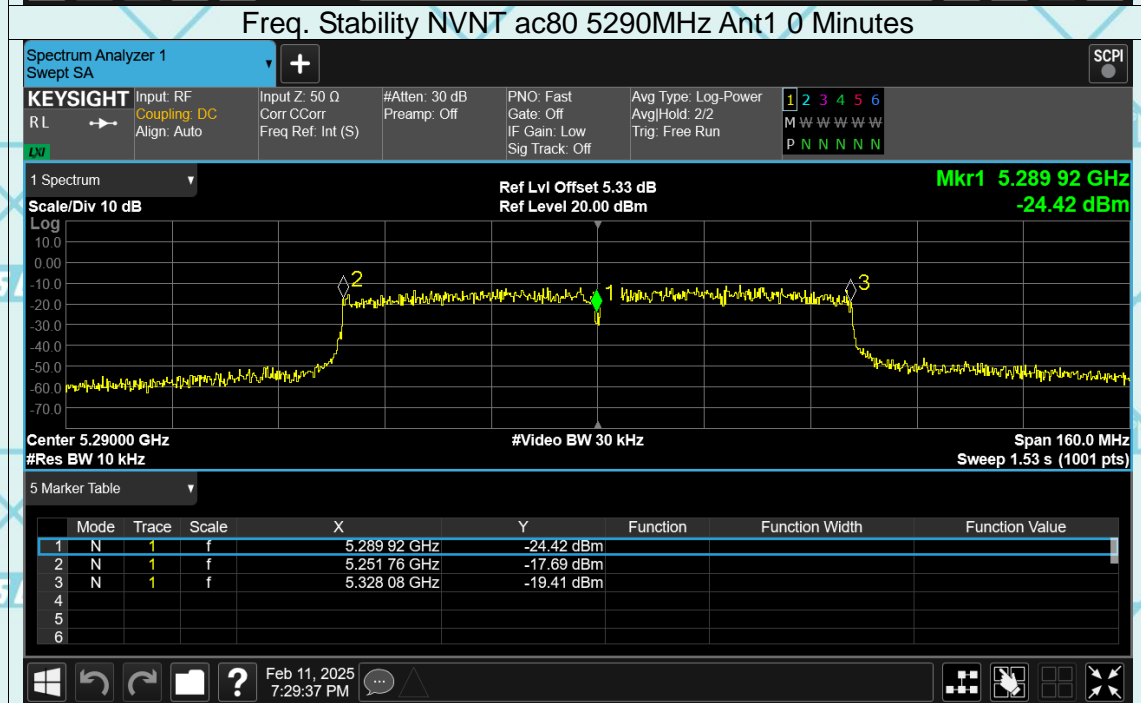 Freq. Stability NVNT ac80 5290MHz Ant1 0 Minutes
Spectrum Analyzer 1
Swept SA
+
SCPI
KEYSIGHT Input: RF Input Z: 50 Ω #Atten: 30 dB PNO: Fast Avg Type: Log-Power 1 2 3 4 5 6
RL Coupling: DC Corr CCorr Preamp: Off Gate: Off Avg|Hold: 2/2 M W W W W W
Align: Auto Freq Ref: Int (S) IF Gain: Low Trig: Free Run
LXI Sig Track: Off P N N N N N
1 Spectrum
Scale/Div 10 dB
Ref Lvl Offset 5.33 dB
Ref Level 20.00 dBm
Mkr1 5.289 92 GHz
-24.42 dBm
Log
10.0
0.00
-10.0
-20.0
-30.0
-40.0
-50.0
-60.0
-70.0
2
1
3
Center 5.29000 GHz #Video BW 30 kHz Span 160.0 MHz
#Res BW 10 kHz Sweep 1.53 s (1001 pts)
5 Marker Table
Mode Trace Scale X Y Function Function Width Function Value
1 N 1 f 5.289 92 GHz -24.42 dBm
2 N 1 f 5.251 76 GHz -17.69 dBm
3 N 1 f 5.328 08 GHz -19.41 dBm
4
5
6
?
Feb 11, 2025
7:29:37 PM